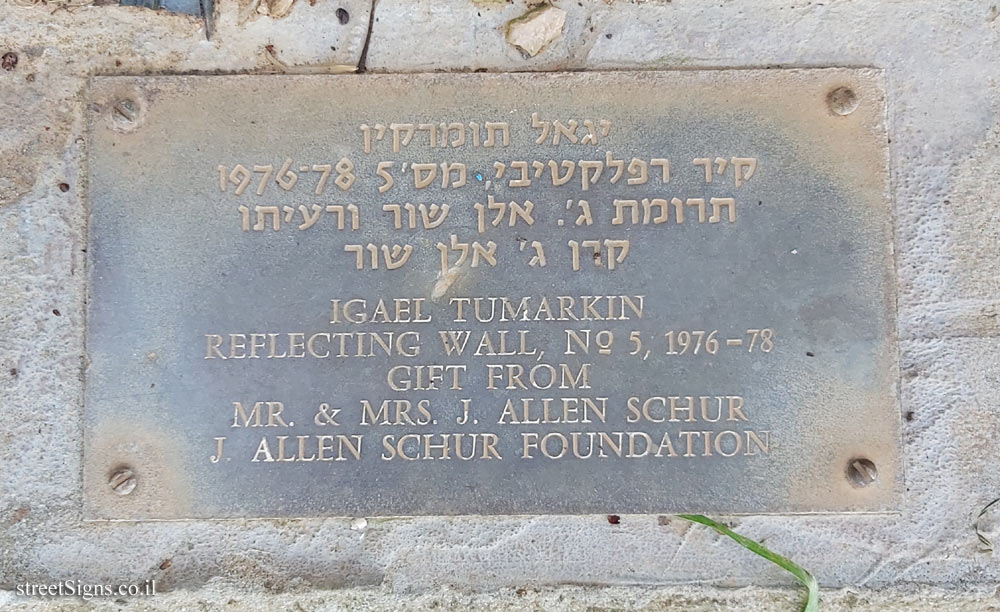 יגאל תומרקין
קיר רפלקטיבי, מס' 5 1976-78
תרומת ג'. אלן שור ורעיתו
קרן ג' אלן שור
IGAEL TUMARKIN
REFLECTING WALL, Nº 5, 1976-78
GIFT FROM
MR. & MRS. J. ALLEN SCHUR
J. ALLEN SCHUR FOUNDATION
streetSigns.co.il